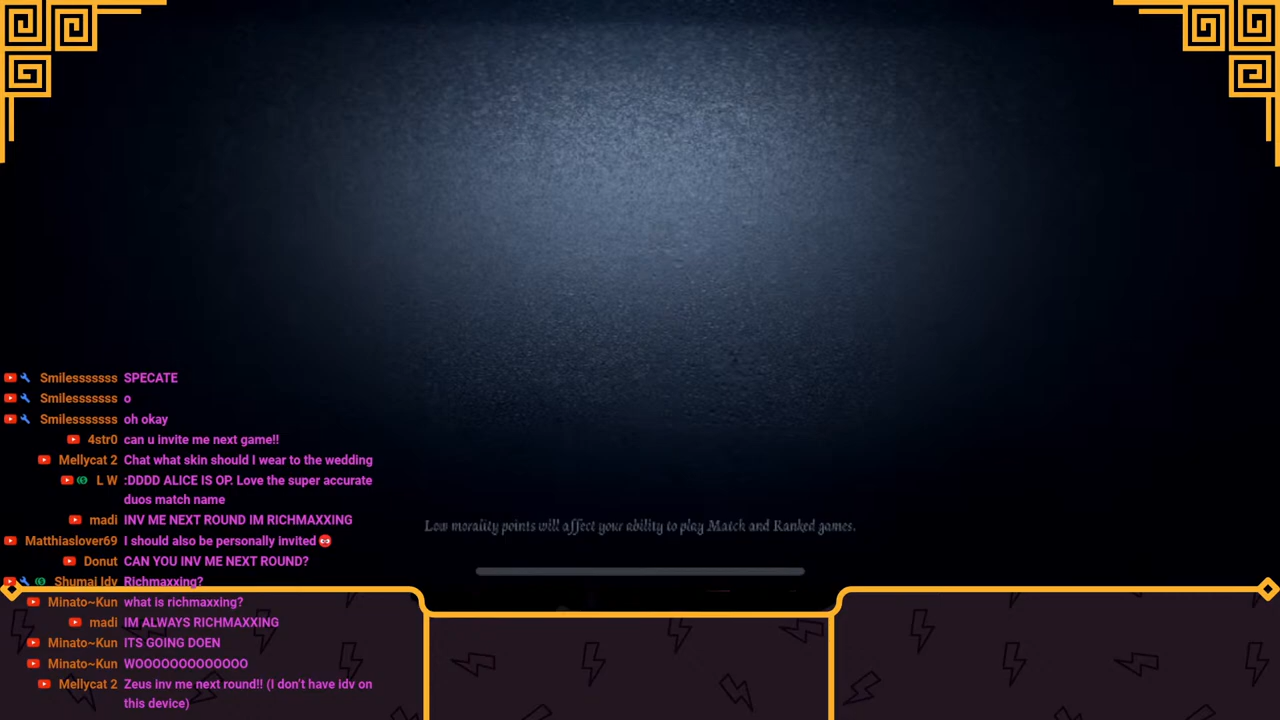 Smilesssssss SPECATE
Smilesssssss o
Smilesssssss oh okay
4str0 can u invite me next game!!
Mellycat 2 Chat what skin should I wear to the wedding
L W :DDDD ALICE IS OP. Love the super accurate
duos match name
madi INV ME NEXT ROUND IM RICHMAXXING
Low morality points will affect your ability to play Match and Ranked games.
Matthiaslover69 I should also be personally invited
Donut CAN YOU INV ME NEXT ROUND?
Shumai Idv Richmaxxing?
Minato~Kun what is richmaxxing?
madi IM ALWAYS RICHMAXXING
Minato~Kun ITS GOING DOEN
Minato~Kun WOOOOOOOOOOOOO
Mellycat 2 Zeus inv me next round!! (I don't have idv on
this device)